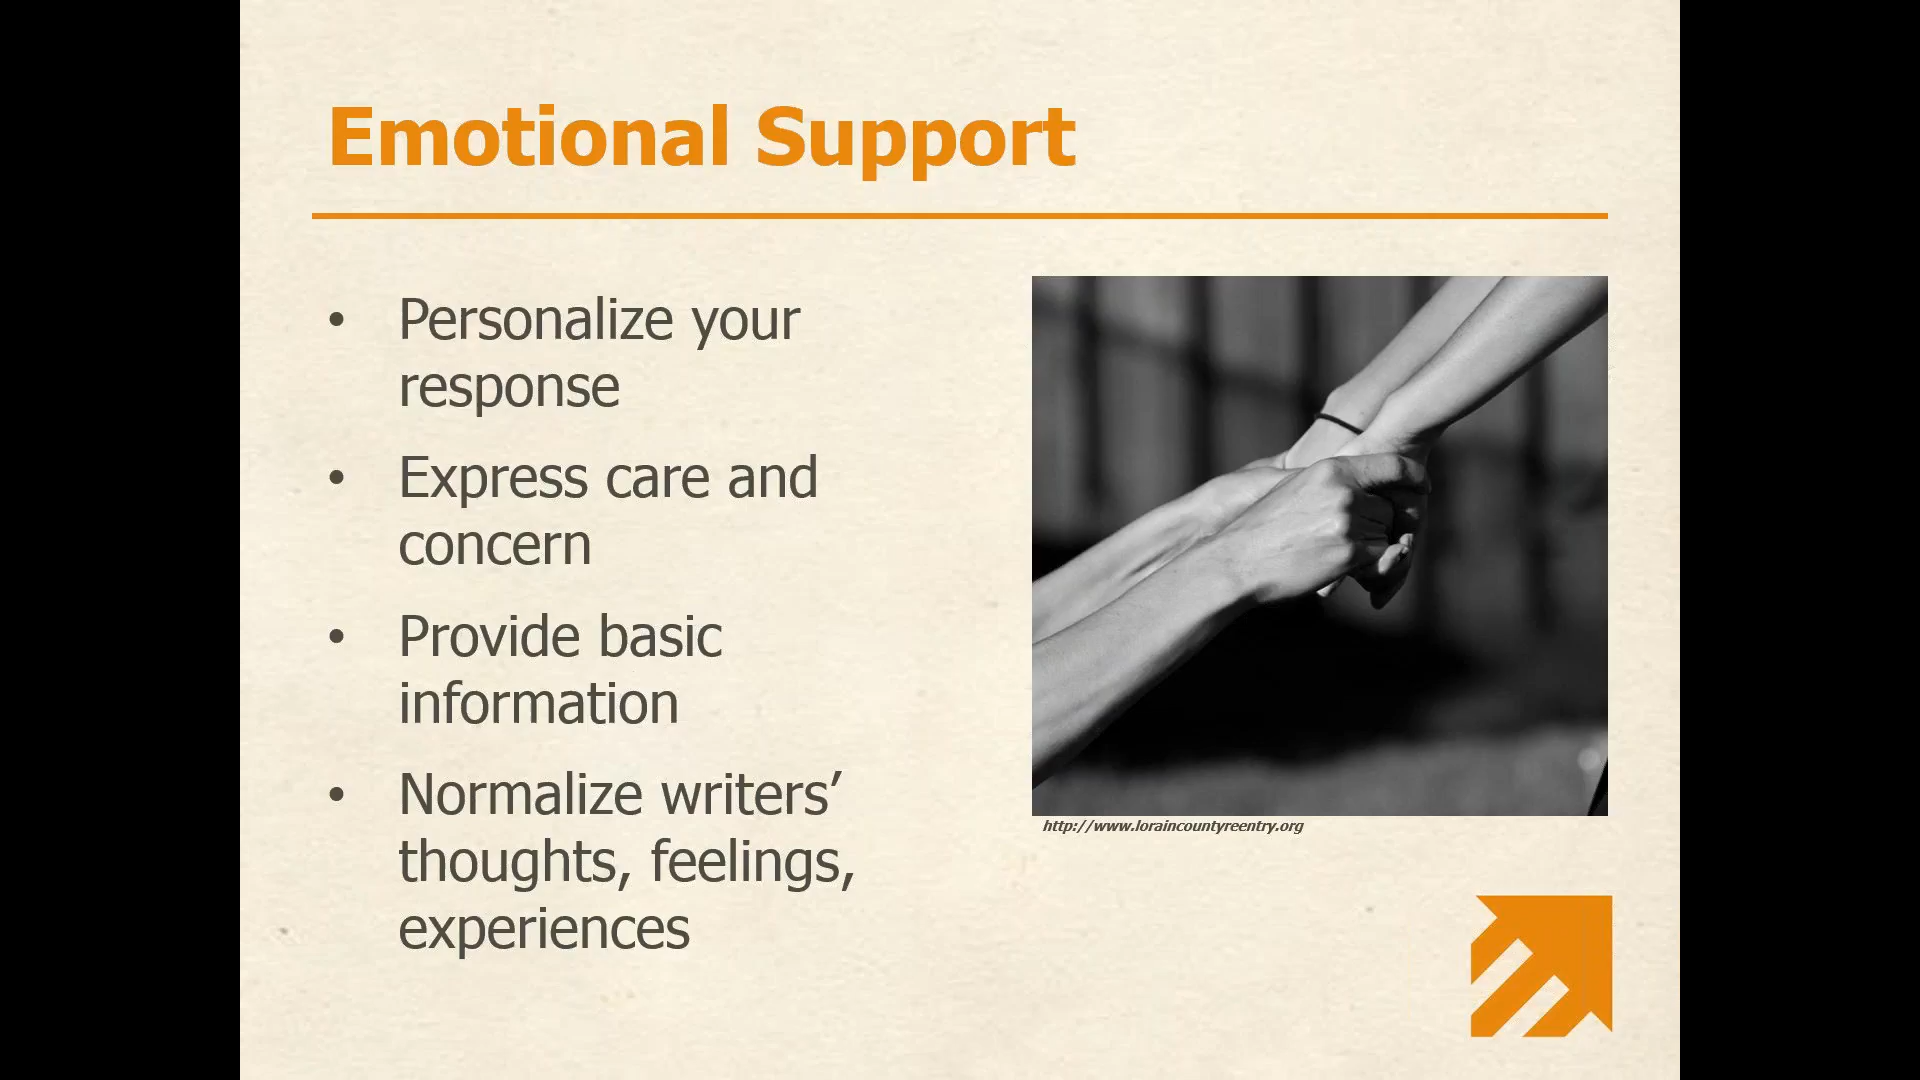 Emotional Support
• Personalize your
response
• Express care and
concern
• Provide basic
information
• Normalize writers’
thoughts, feelings,
experiences
http://www.loraincountyreentry.org